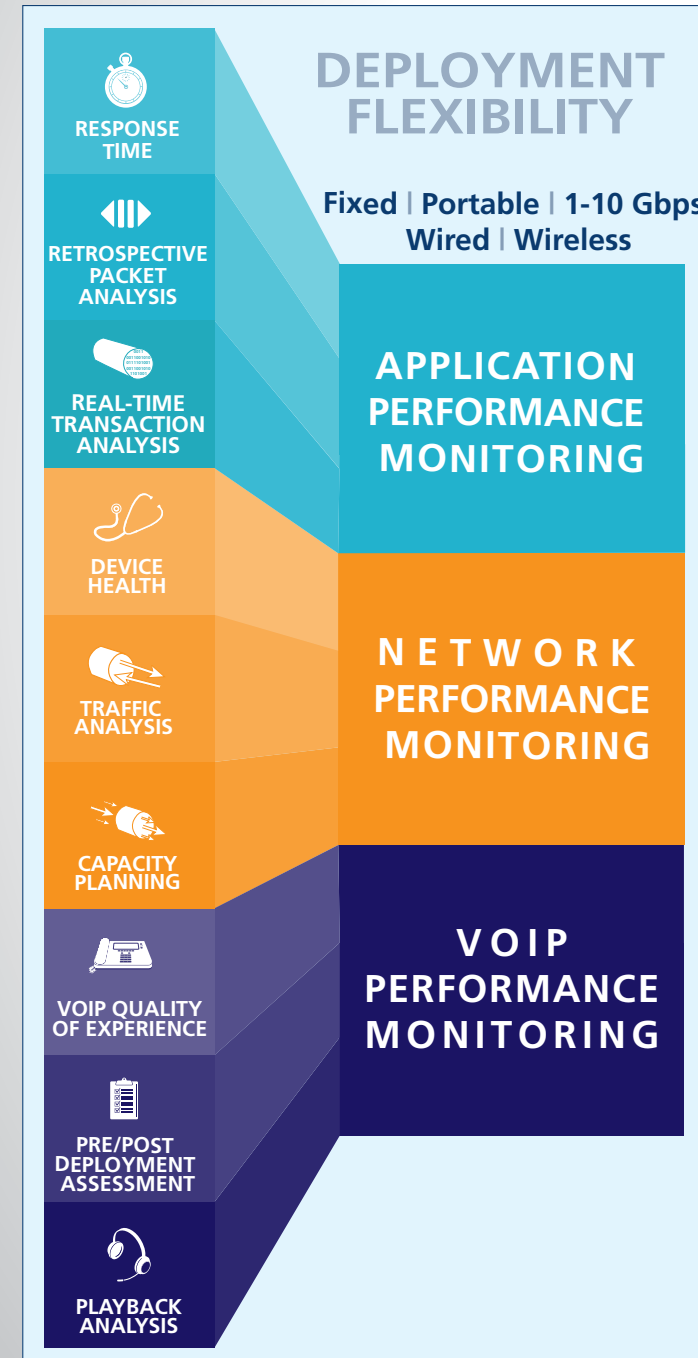 RESPONSE
TIME
RETROSPECTIVE
PACKET
ANALYSIS
REAL-TIME
TRANSACTION
ANALYSIS
DEVICE
HEALTH
TRAFFIC
ANALYSIS
CAPACITY
PLANNING
VOIP QUALITY
OF EXPERIENCE
PRE/POST
DEPLOYMENT
ASSESSMENT
PLAYBACK
ANALYSIS
DEPLOYMENT
FLEXIBILITY
Fixed | Portable | 1-10 Gbps
Wired | Wireless
APPLICATION
PERFORMANCE
MONITORING
NETWORK
PERFORMANCE
MONITORING
VOIP
PERFORMANCE
MONITORING